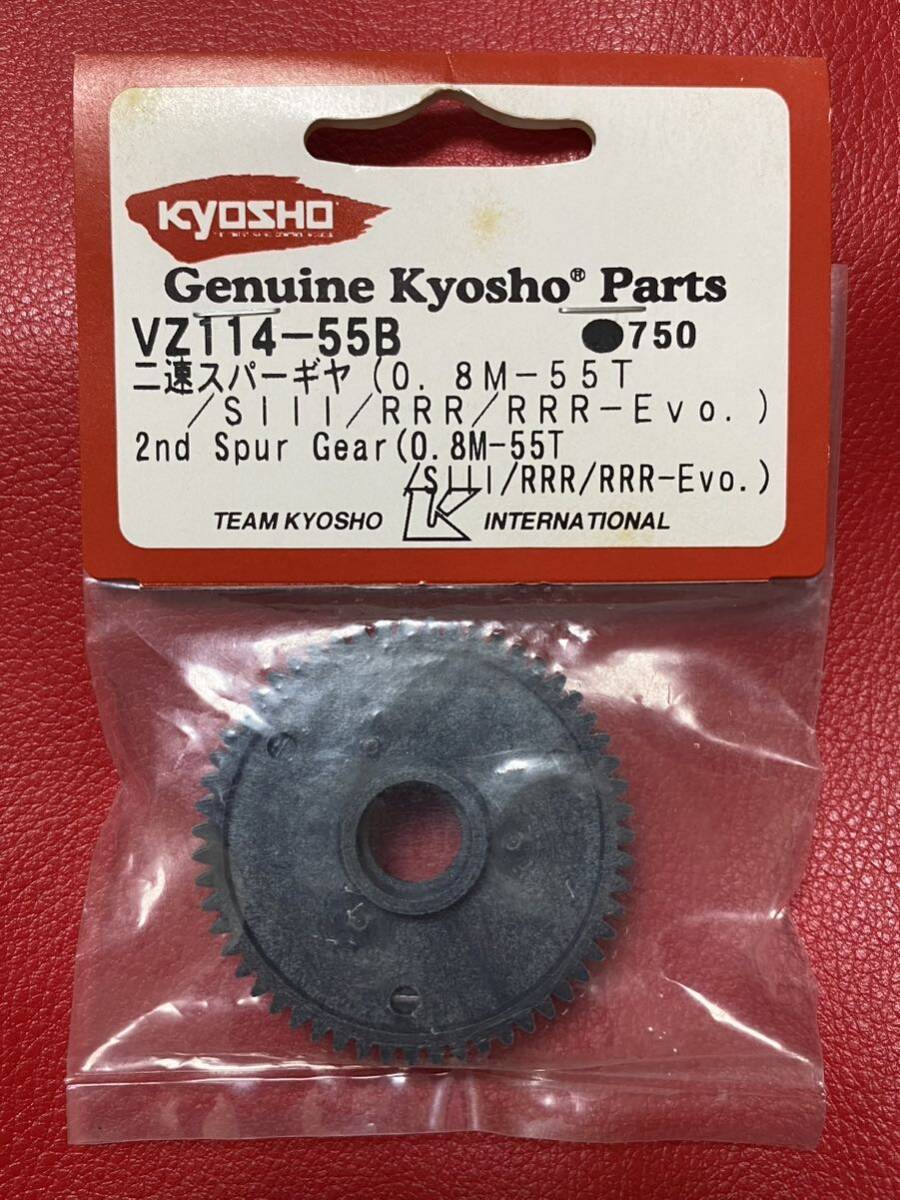 KYOSHO
Genuine Kyosho® Parts
VZ114-55B ●750
二速スパーギヤ(0.8M-55T
/SIII/RRR/RRR-Evo.)
2nd Spur Gear(0.8M-55T
/SIII/RRR/RRR-Evo.)
TEAM KYOSHO K INTERNATIONAL